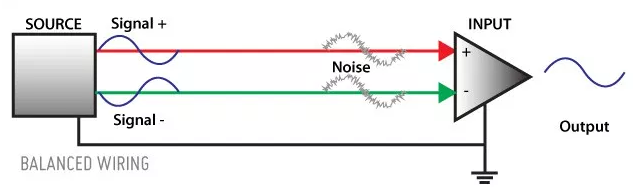 SOURCE
Signal +
INPUT
+
Noise
-
Signal -
Output
BALANCED WIRING